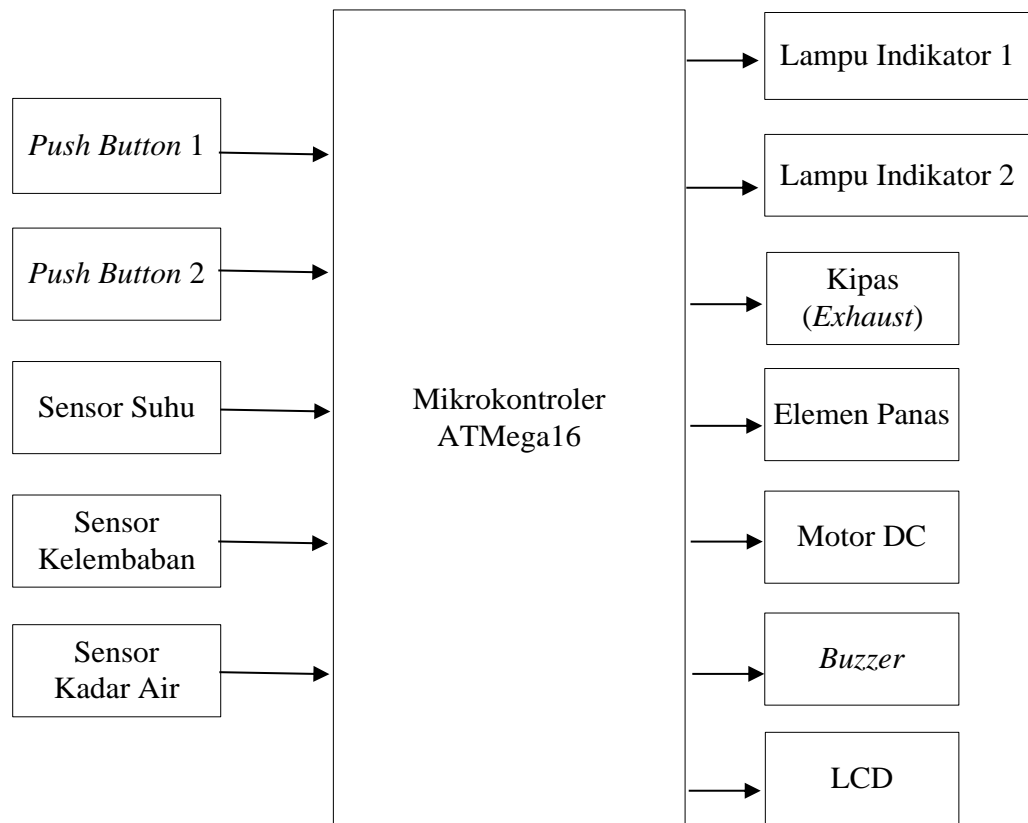 Push Button 1
Push Button 2
Sensor Suhu
Sensor
Kelembaban
Sensor
Kadar Air
Mikrokontroler
ATMega16
Lampu Indikator 1
Lampu Indikator 2
Kipas
(Exhaust)
Elemen Panas
Motor DC
Buzzer
LCD